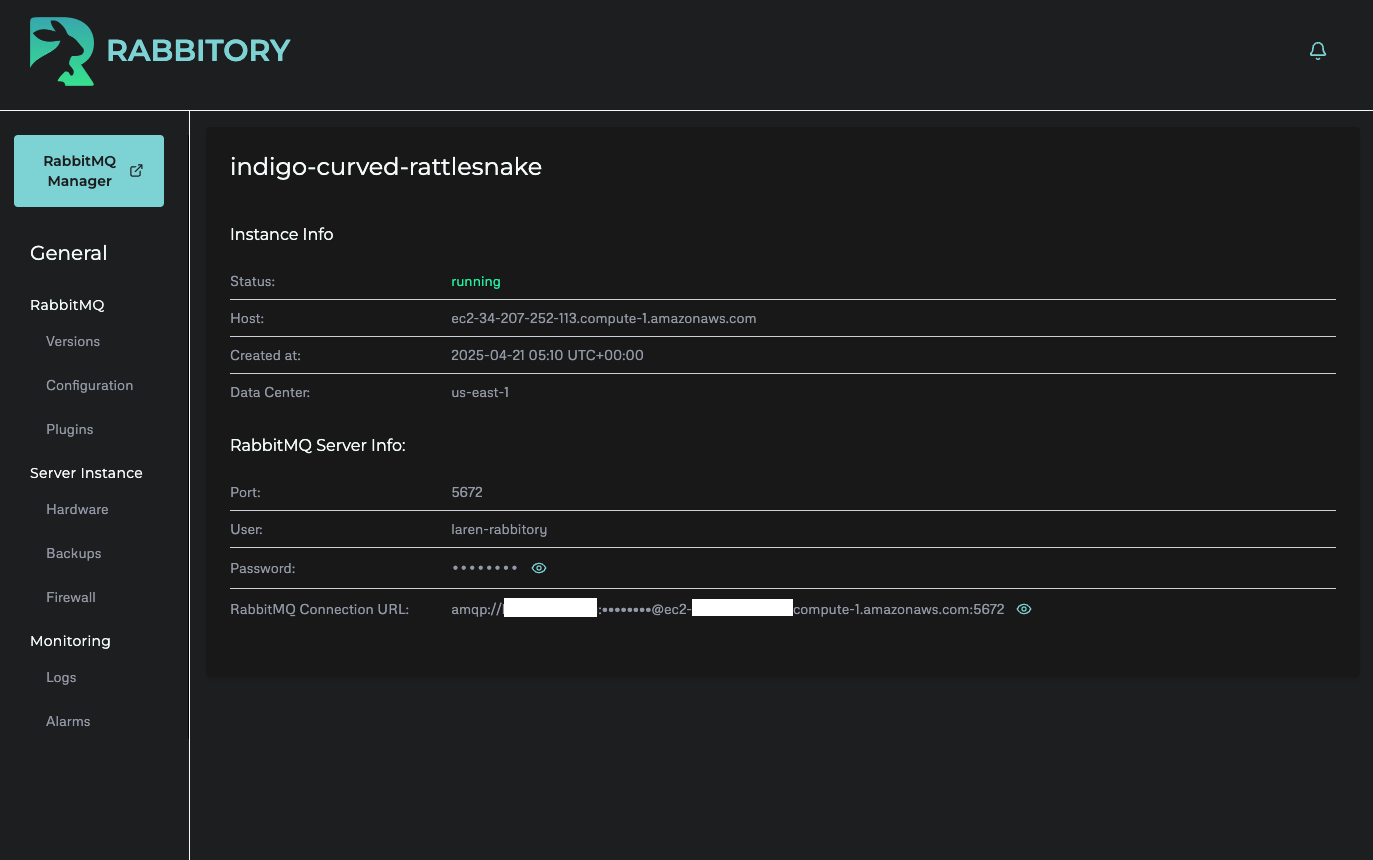 RABBITORY
RabbitMQ
Manager
General
RabbitMQ
Versions
Configuration
Plugins
Server Instance
Hardware
Backups
Firewall
Monitoring
Logs
Alarms
indigo-curved-rattlesnake
Instance Info
Status: running
Host: ec2-34-207-252-113.compute-1.amazonaws.com
Created at: 2025-04-21 05:10 UTC+00:00
Data Center: us-east-1
RabbitMQ Server Info:
Port: 5672
User: laren-rabbitory
Password: ••••••••
RabbitMQ Connection URL: amqp:// :••••••••@ec2- compute-1.amazonaws.com:5672